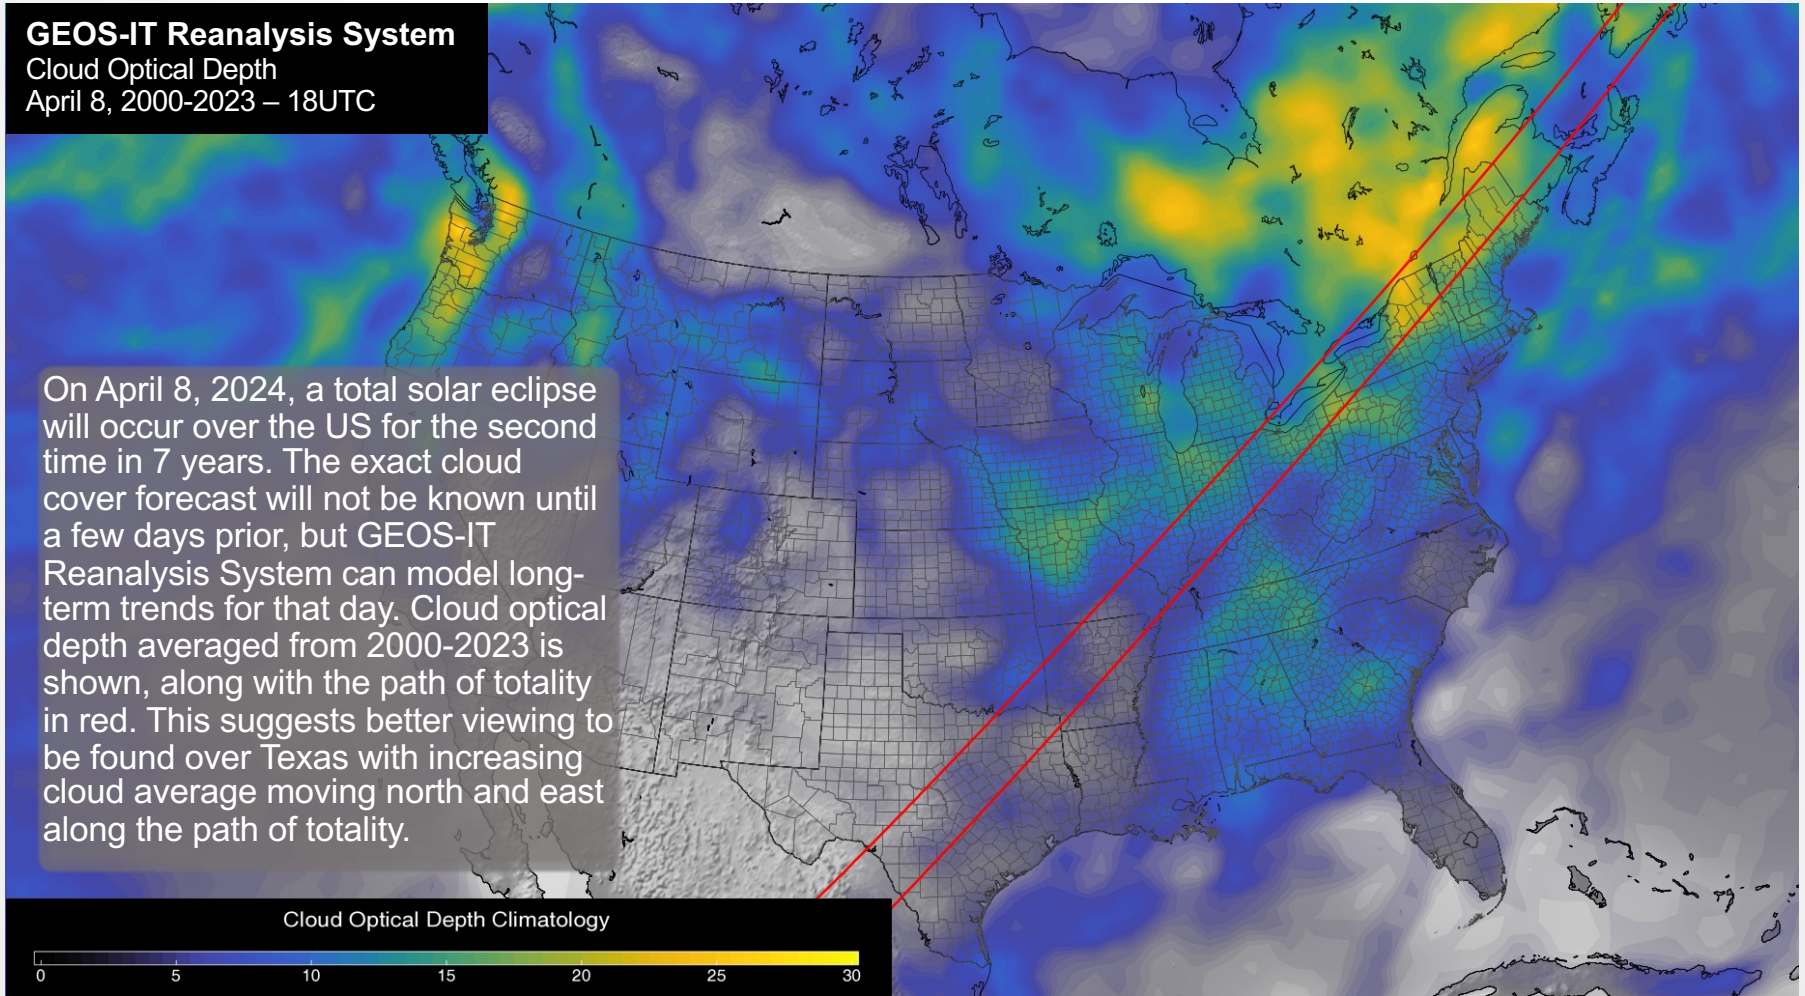 GEOS-IT Reanalysis System
Cloud Optical Depth
April 8, 2000-2023 – 18UTC
On April 8, 2024, a total solar eclipse
will occur over the US for the second
time in 7 years. The exact cloud
cover forecast will not be known until
a few days prior, but GEOS-IT
Reanalysis System can model long-
term trends for that day. Cloud optical
depth averaged from 2000-2023 is
shown, along with the path of totality
in red. This suggests better viewing to
be found over Texas with increasing
cloud average moving north and east
along the path of totality.
Cloud Optical Depth Climatology
0 5 10 15 20 25 30